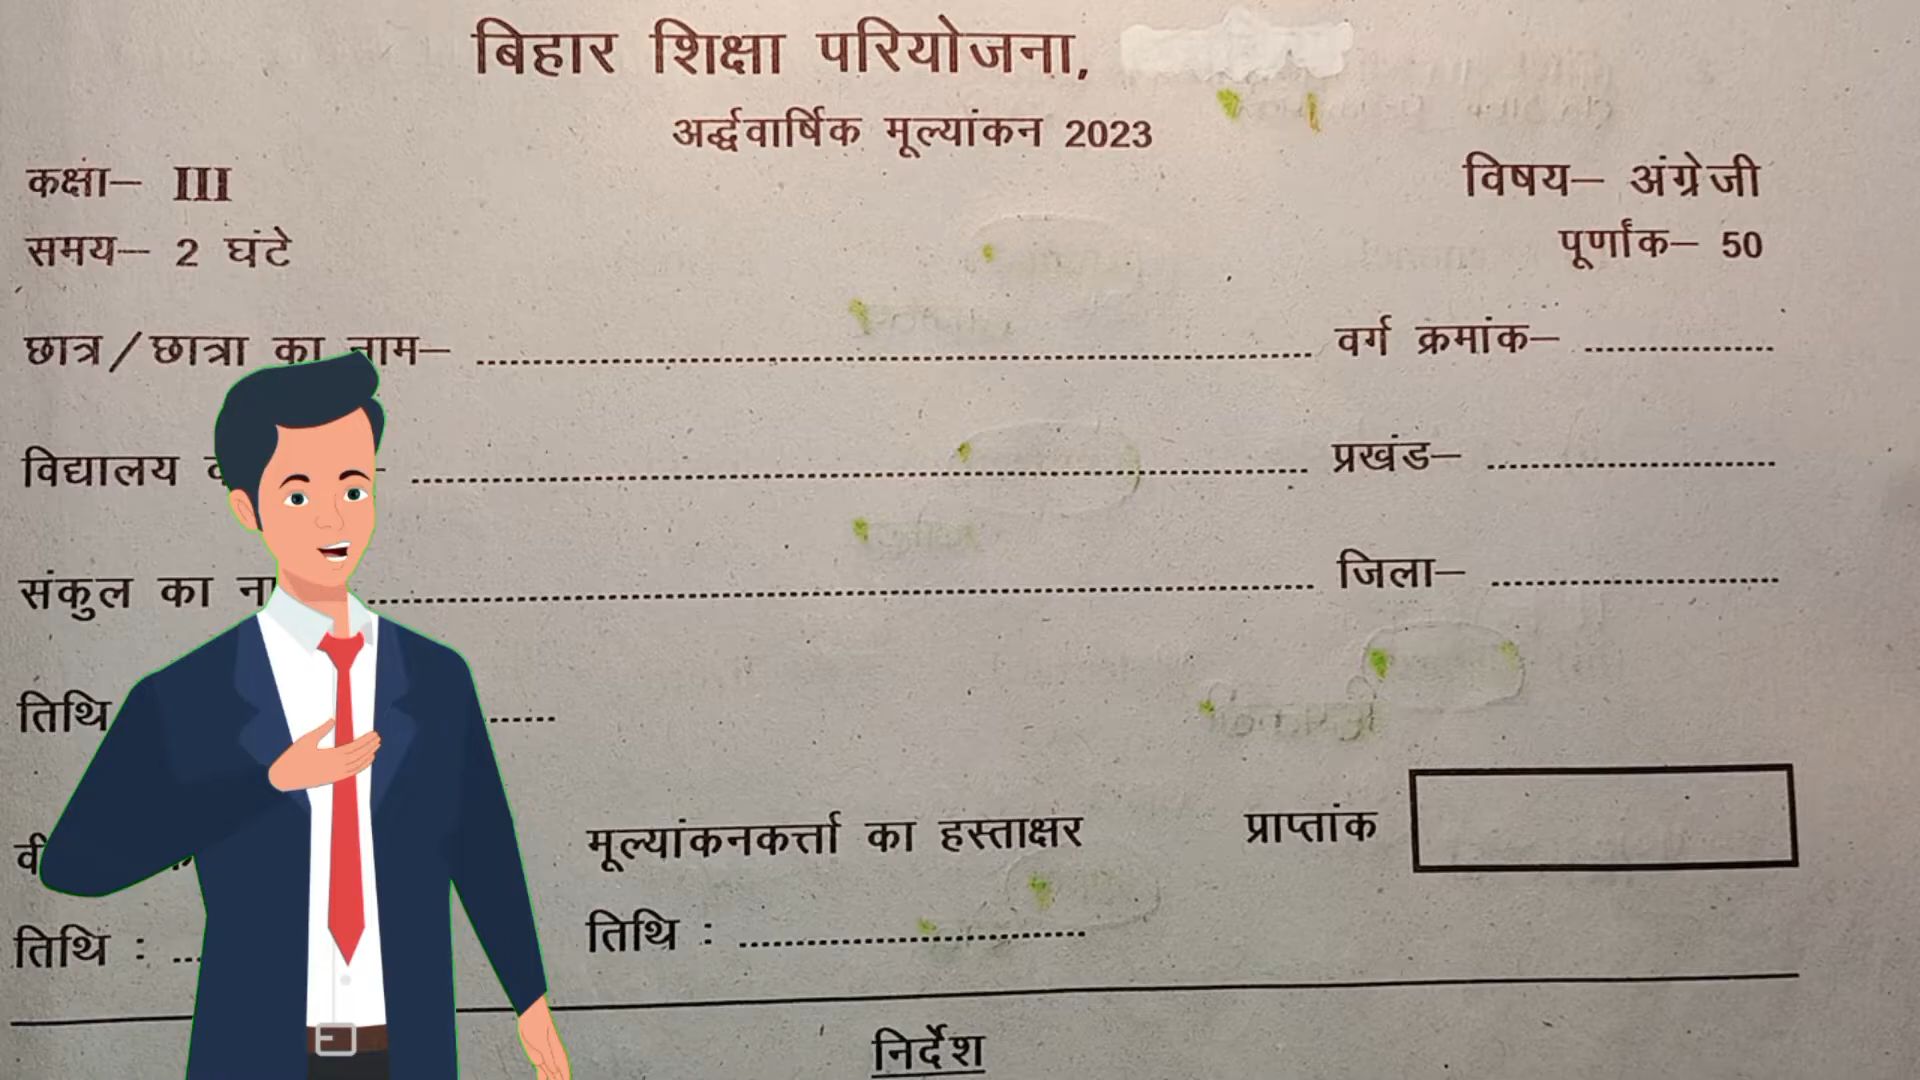 बिहार शिक्षा परियोजना,
अर्द्धवार्षिक मूल्यांकन 2023
कक्षा– III विषय– अंग्रेजी
समय– 2 घंटे पूर्णांक– 50
छात्र/छात्रा का नाम– ........ वर्ग क्रमांक– ........
विद्यालय ........ प्रखंड– ........
संकुल का ........ जिला– ........
तिथि ........
मूल्यांकनकर्त्ता का हस्ताक्षर प्राप्तांक
तिथि : ... तिथि : ........
निर्देश